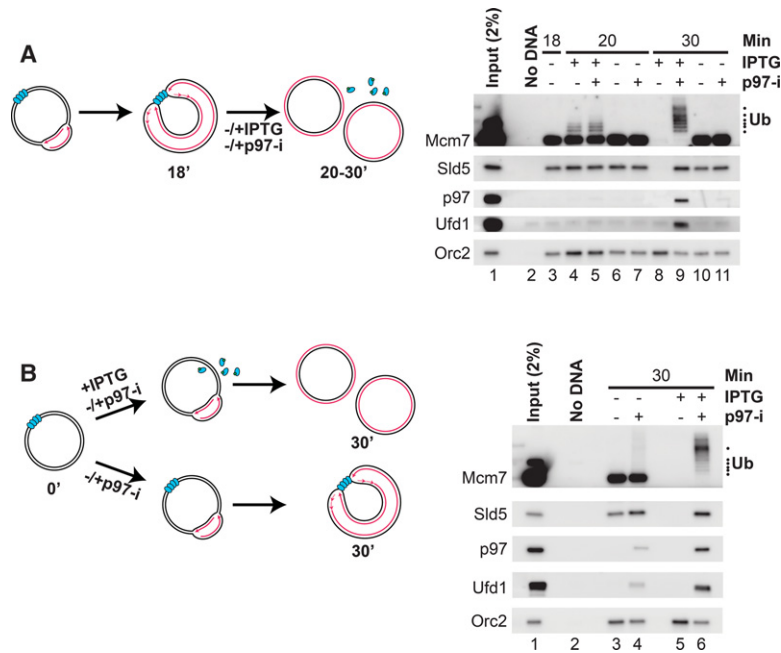 A
18'
-/+IPTG
-/+p97-i
20-30'
Input (2%)
No DNA
18 20 30 Min
- + + - - + + - - IPTG
- - + - + - + - + p97-i
Mcm7
Ub
Sld5
p97
Ufd1
Orc2
1 2 3 4 5 6 7 8 9 10 11
B
0'
+IPTG
-/+p97-i
30'
-/+p97-i
30'
Input (2%)
No DNA
30 Min
- - + + IPTG
- + - + p97-i
Mcm7
Ub
Sld5
p97
Ufd1
Orc2
1 2 3 4 5 6